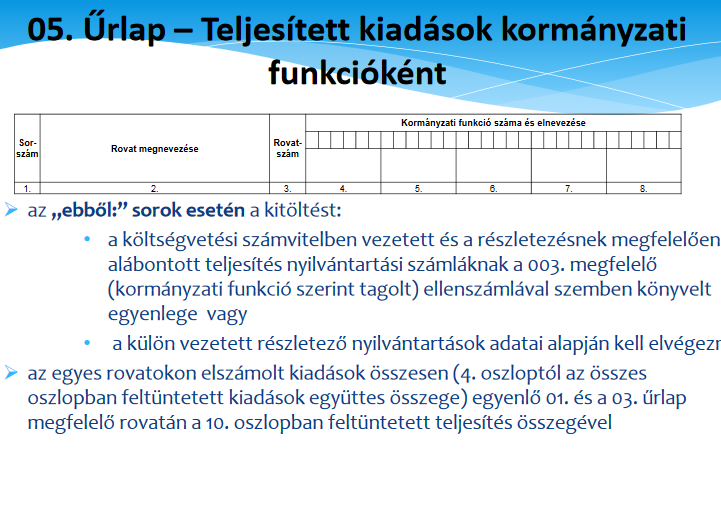 05. Űrlap – Teljesített kiadások kormányzati
funkcióként
Kormányzati funkció száma és elnevezése
Sor-
szám
Rovat megnevezése
Rovat-
szám
1. 2. 3. 4. 5. 6. 7. 8.
az „ebből:” sorok esetén a kitöltést:
a költségvetési számvitelben vezetett és a részletezésnek megfelelően
alábontott teljesítés nyilvántartási számláknak a 003. megfelelő
(kormányzati funkció szerint tagolt) ellenszámlával szemben könyvelt
egyenlege vagy
a külön vezetett részletező nyilvántartások adatai alapján kell elvégezn
az egyes rovatokon elszámolt kiadások összesen (4. oszloptól az összes
oszlopban feltüntetett kiadások együttes összege) egyenlő 01. és a 03. űrlap
megfelelő rovatán a 10. oszlopban feltüntetett teljesítés összegével